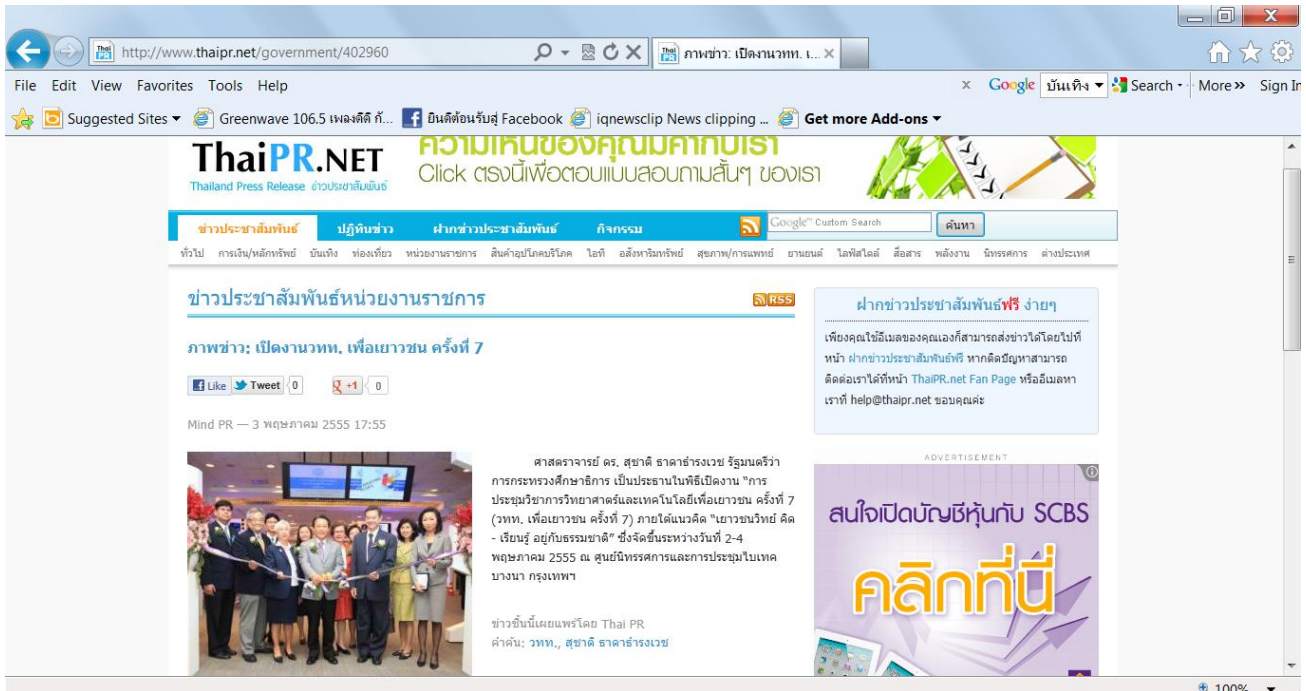 http://www.thaipr.net/government/402960
ภาพข่าว: เปิดงานวทท. เ...
File Edit View Favorites Tools Help
x Google บันเทิง Search More » Sign In
Suggested Sites Greenwave 106.5 เพลงดีดี กั... ยินดีต้อนรับสู่ Facebook iqnewsclip News clipping ... Get more Add-ons
ThaiPR.NET
Thailand Press Release ข่าวประชาสัมพันธ์
ความเห็นของคุณมีค่ากับเรา
Click ตรงนี้เพื่อตอบแบบสอบถามสั้นๆ ของเรา
ข่าวประชาสัมพันธ์ ปฏิทินข่าว ฝากข่าวประชาสัมพันธ์ กิจกรรม Google™ Custom Search ค้นหา
ทั่วไป การเงิน/หลักทรัพย์ บันเทิง ท่องเที่ยว หน่วยงานราชการ สินค้าอุปโภคบริโภค ไอที อสังหาริมทรัพย์ สุขภาพ/การแพทย์ ยานยนต์ ไลฟ์สไตล์ สื่อสาร พลังงาน นิทรรศการ ต่างประเทศ
ข่าวประชาสัมพันธ์หน่วยงานราชการ
RSS
ภาพข่าว: เปิดงานวทท. เพื่อเยาวชน ครั้งที่ 7
Like Tweet 0 +1 0
Mind PR — 3 พฤษภาคม 2555 17:55
ศาสตราจารย์ ดร. สุชาติ ธาดาธำรงเวช รัฐมนตรีว่า
การกระทรวงศึกษาธิการ เป็นประธานในพิธีเปิดงาน "การ
ประชุมวิชาการวิทยาศาตร์และเทคโนโลยีเพื่อเยาวชน ครั้งที่ 7
(วทท. เพื่อเยาวชน ครั้งที่ 7) ภายใต้แนวคิด "เยาวชนวิทย์ คิด
- เรียนรู้ อยู่กับธรรมชาติ" ซึ่งจัดขึ้นระหว่างวันที่ 2-4
พฤษภาคม 2555 ณ ศูนย์นิทรรศการและการประชุมไบเทค
บางนา กรุงเทพฯ
ข่าวชิ้นนี้เผยแพร่โดย Thai PR
คำค้น: วทท., สุชาติ ธาดาธำรงเวช
ฝากข่าวประชาสัมพันธ์ฟรี ง่ายๆ
เพียงคุณใช้อีเมลของคุณเองก็สามารถส่งข่าวได้โดยไปที่
หน้า ฝากข่าวประชาสัมพันธ์ฟรี หากติดปัญหาสามารถ
ติดต่อเราได้ที่หน้า ThaiPR.net Fan Page หรืออีเมลหา
เราที่ help@thaipr.net ขอบคุณค่ะ
ADVERTISEMENT
สนใจเปิดบัญชีหุ้นกับ SCBS
คลิกที่นี่
100%